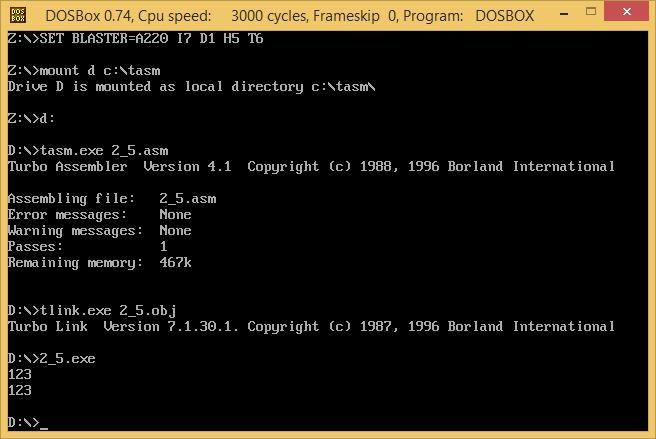 DOSBox 0.74, Cpu speed: 3000 cycles, Frameskip 0, Program: DOSBOX
Z:\>SET BLASTER=A220 I7 D1 H5 T6
Z:\>mount d c:\tasm
Drive D is mounted as local directory c:\tasm\
Z:\>d:
D:\>tasm.exe 2_5.asm
Turbo Assembler Version 4.1 Copyright (c) 1988, 1996 Borland International
Assembling file: 2_5.asm
Error messages: None
Warning messages: None
Passes: 1
Remaining memory: 467k
D:\>tlink.exe 2_5.obj
Turbo Link Version 7.1.30.1. Copyright (c) 1987, 1996 Borland International
D:\>2_5.exe
123
123
D:\>_